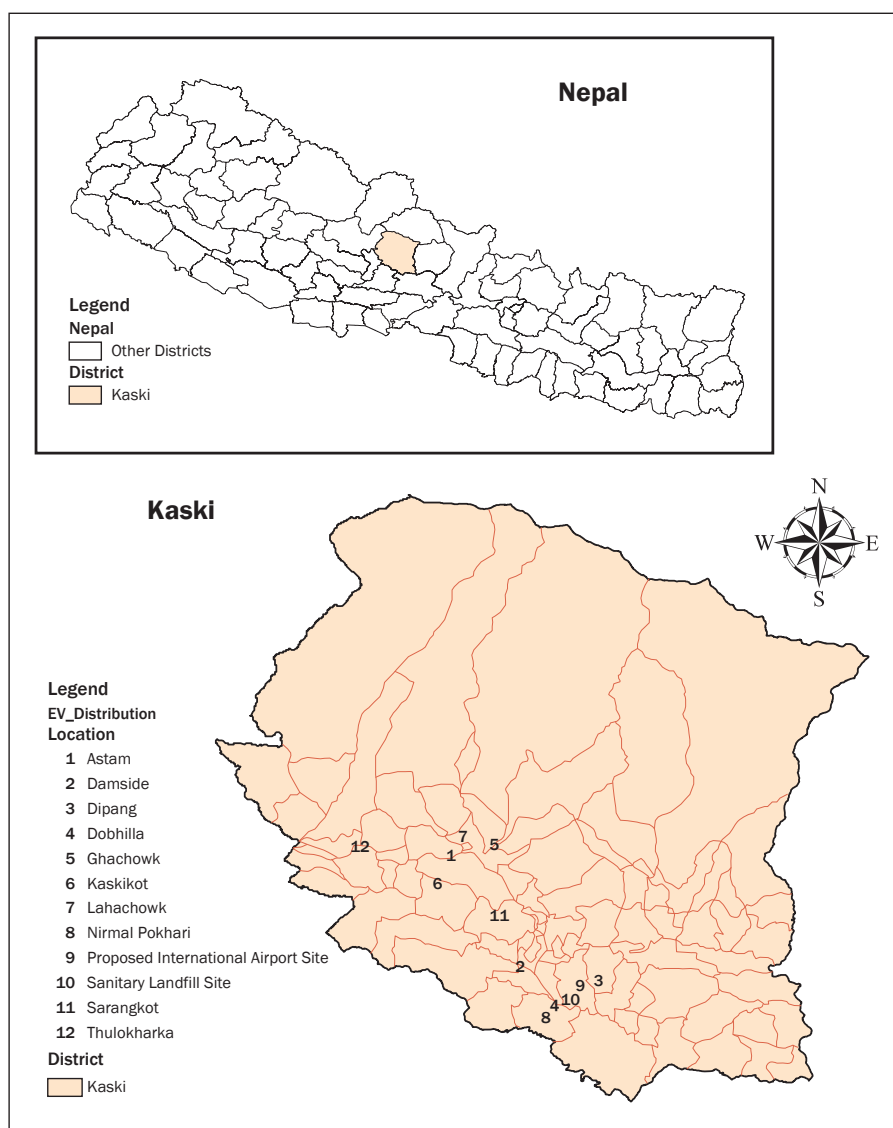 Nepal
Legend
Nepal
Other Districts
District
Kaski
Kaski
N
W E
S
Legend
EV_Distribution
Location
1 Astam
2 Damside
3 Dipang
4 Dobhilla
5 Ghachowk
6 Kaskikot
7 Lahachowk
8 Nirmal Pokhari
9 Proposed International Airport Site
10 Sanitary Landfill Site
11 Sarangkot
12 Thulokharka
District
Kaski
7
5
12
1
6
11
2
3
9
10
4
8